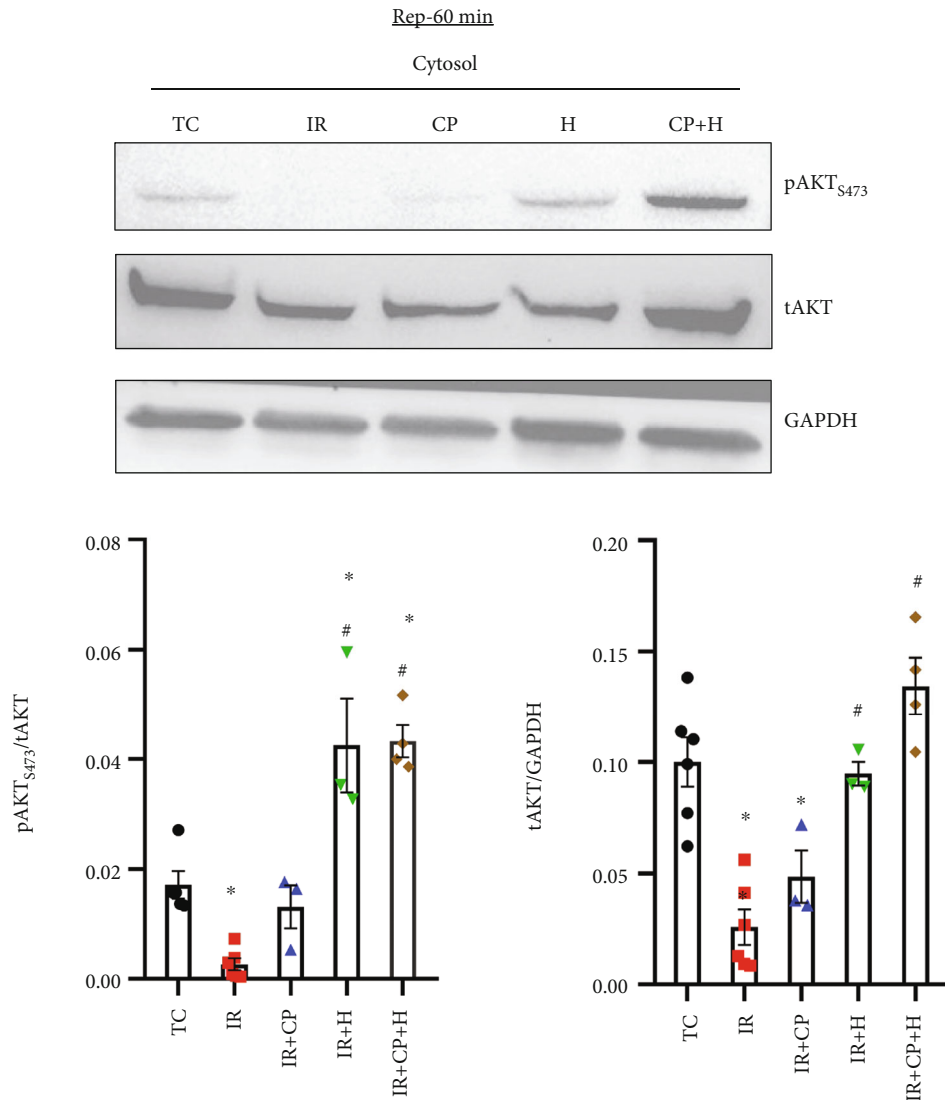 Rep-60 min
Cytosol
TC IR CP H CP+H
pAKTS473
tAKT
GAPDH
pAKTS473/tAKT
0.08
0.06
0.04
0.02
0.00
* # * # *
TC IR IR+CP IR+H IR+CP+H
tAKT/GAPDH
0.20
0.15
0.10
0.05
0.00
* * * # #
TC IR IR+CP IR+H IR+CP+H